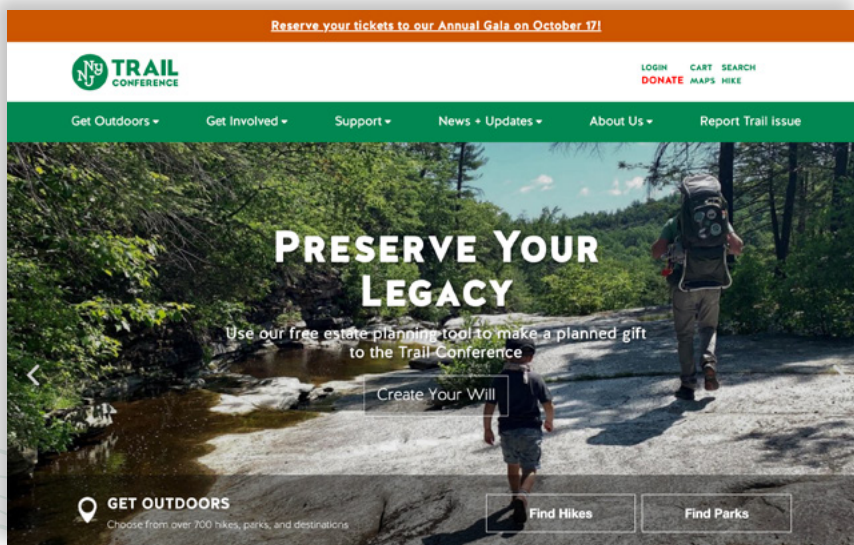 Reserve your tickets to our Annual Gala on October 17!
NY NJ TRAIL
CONFERENCE
LOGIN CART SEARCH
DONATE MAPS HIKE
Get Outdoors Get Involved Support News + Updates About Us Report Trail issue
PRESERVE YOUR
LEGACY
Use our free estate planning tool to make a planned gift
to the Trail Conference
Create Your Will
GET OUTDOORS
Choose from over 700 hikes, parks, and destinations
Find Hikes Find Parks